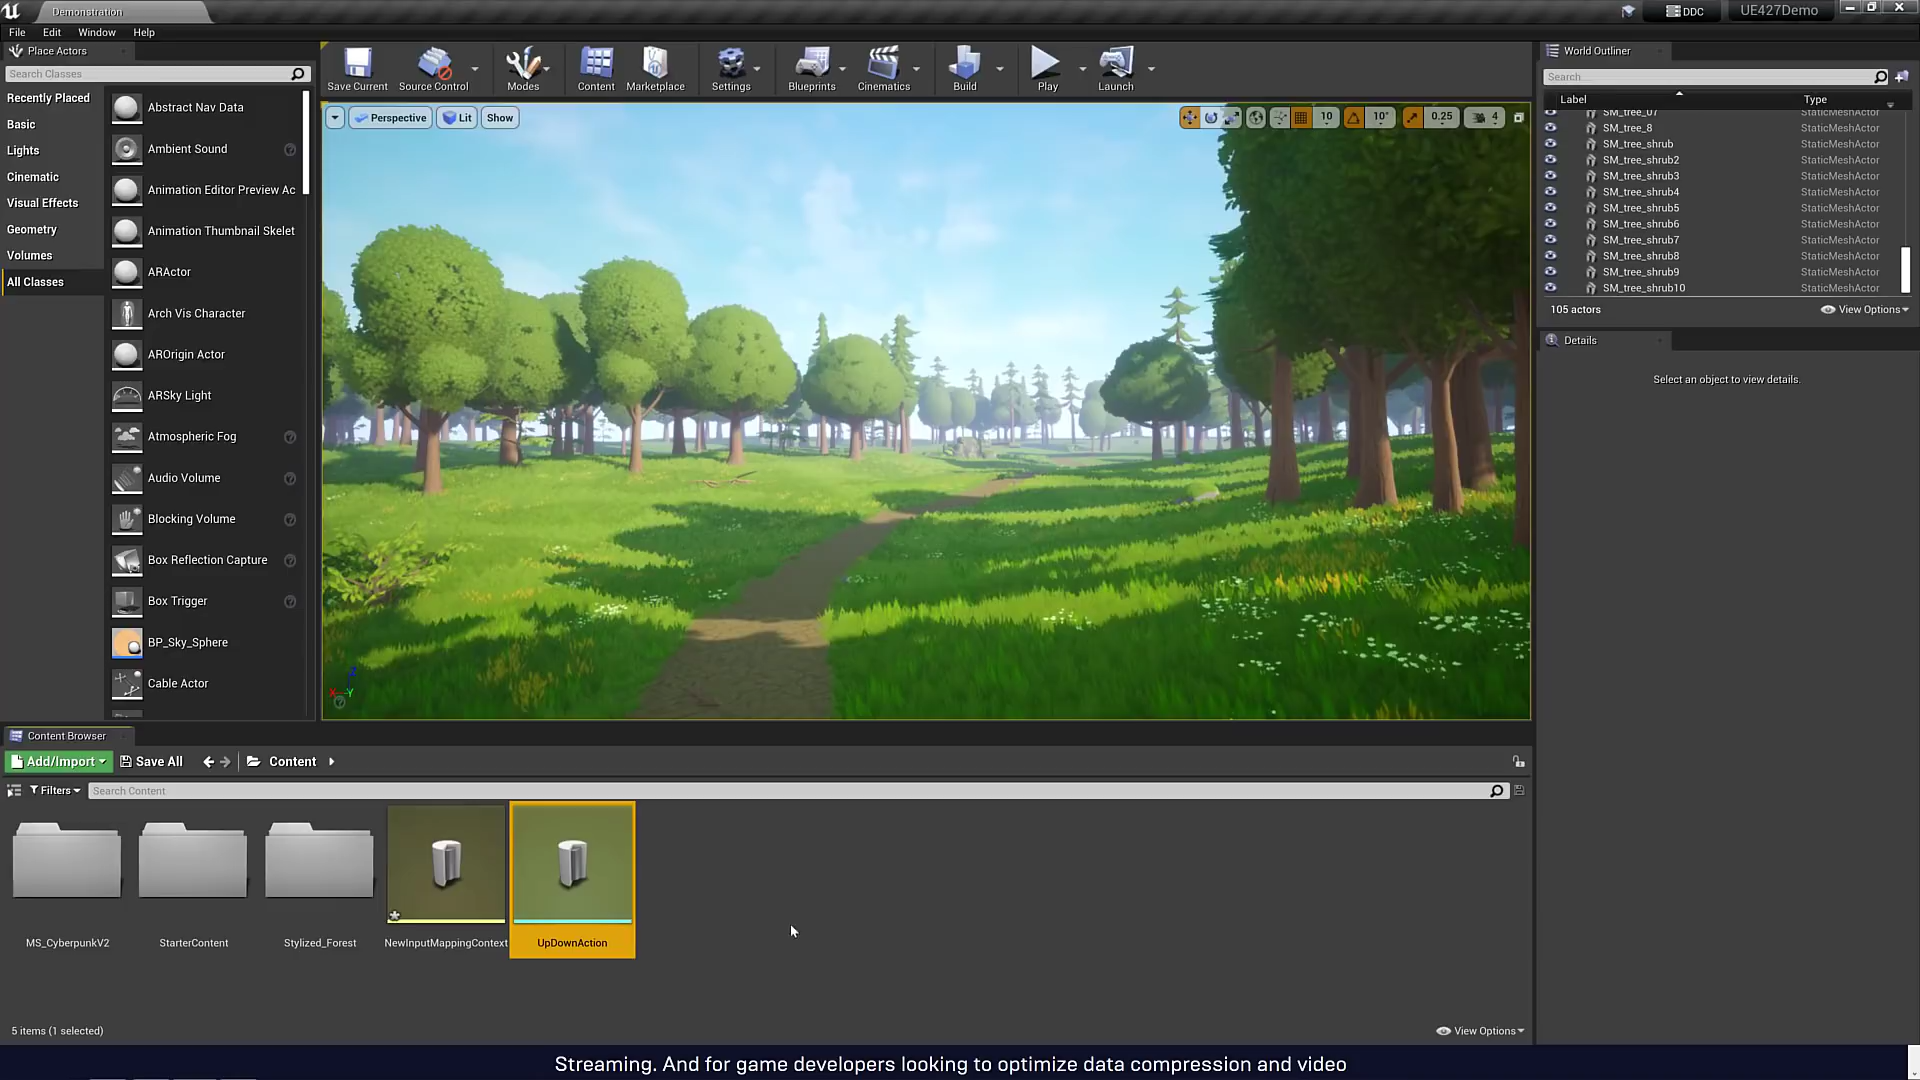 Demonstration
DDC
UE427Demo
File Edit Window Help
Place Actors
Search Classes
Recently Placed
Basic
Lights
Cinematic
Visual Effects
Geometry
Volumes
All Classes
Abstract Nav Data
Ambient Sound
Animation Editor Preview Ac
Animation Thumbnail Skelet
ARActor
Arch Vis Character
AROrigin Actor
ARSky Light
Atmospheric Fog
Audio Volume
Blocking Volume
Box Reflection Capture
Box Trigger
BP_Sky_Sphere
Cable Actor
Save Current Source Control Modes Content Marketplace Settings Blueprints Cinematics Build Play Launch
Perspective Lit Show
10 10° 0.25 4
X Y Z
World Outliner
Search...
Label Type
SM_tree_07 StaticMeshActor
SM_tree_8 StaticMeshActor
SM_tree_shrub StaticMeshActor
SM_tree_shrub2 StaticMeshActor
SM_tree_shrub3 StaticMeshActor
SM_tree_shrub4 StaticMeshActor
SM_tree_shrub5 StaticMeshActor
SM_tree_shrub6 StaticMeshActor
SM_tree_shrub7 StaticMeshActor
SM_tree_shrub8 StaticMeshActor
SM_tree_shrub9 StaticMeshActor
SM_tree_shrub10 StaticMeshActor
105 actors View Options
Details
Select an object to view details.
Content Browser
Add/Import Save All Content
Filters Search Content
MS_CyberpunkV2 StarterContent Stylized_Forest NewInputMappingContext UpDownAction
5 items (1 selected) View Options
Streaming. And for game developers looking to optimize data compression and video